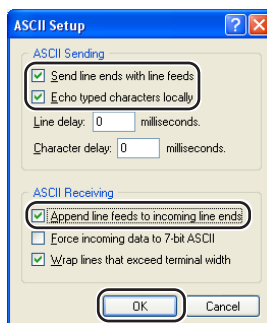 ASCII Setup
ASCII Sending
Send line ends with line feeds
Echo typed characters locally
Line delay: 0 milliseconds.
Character delay: 0 milliseconds.
ASCII Receiving
Append line feeds to incoming line ends
Force incoming data to 7-bit ASCII
Wrap lines that exceed terminal width
OK Cancel